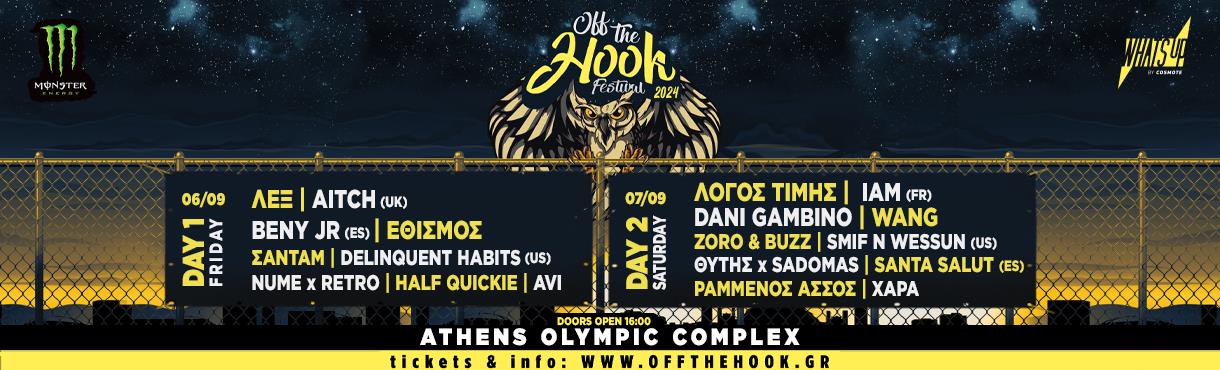 MONSTER
ENERGY
Off the
Hook
Festival 2024
WHAT'S UP!
BY COSMOTE
06/09
DAY 1
FRIDAY
ΛΕΞ | AITCH (UK)
BENY JR (ES) | ΕΘΙΣΜΟΣ
ΣΑΝΤΑΜ | DELINQUENT HABITS (US)
NUME x RETRO | HALF QUICKIE | AVI
07/09
DAY 2
SATURDAY
ΛΟΓΟΣ ΤΙΜΗΣ | IAM (FR)
DANI GAMBINO | WANG
ZORO & BUZZ | SMIF N WESSUN (US)
ΘΥΤΗΣ x SADOMAS | SANTA SALUT (ES)
ΡΑΜΜΕΝΟΣ ΑΣΣΟΣ | ΧΑΡΑ
DOORS OPEN 16:00
ATHENS OLYMPIC COMPLEX
tickets & info: WWW.OFFTHEHOOK.GR